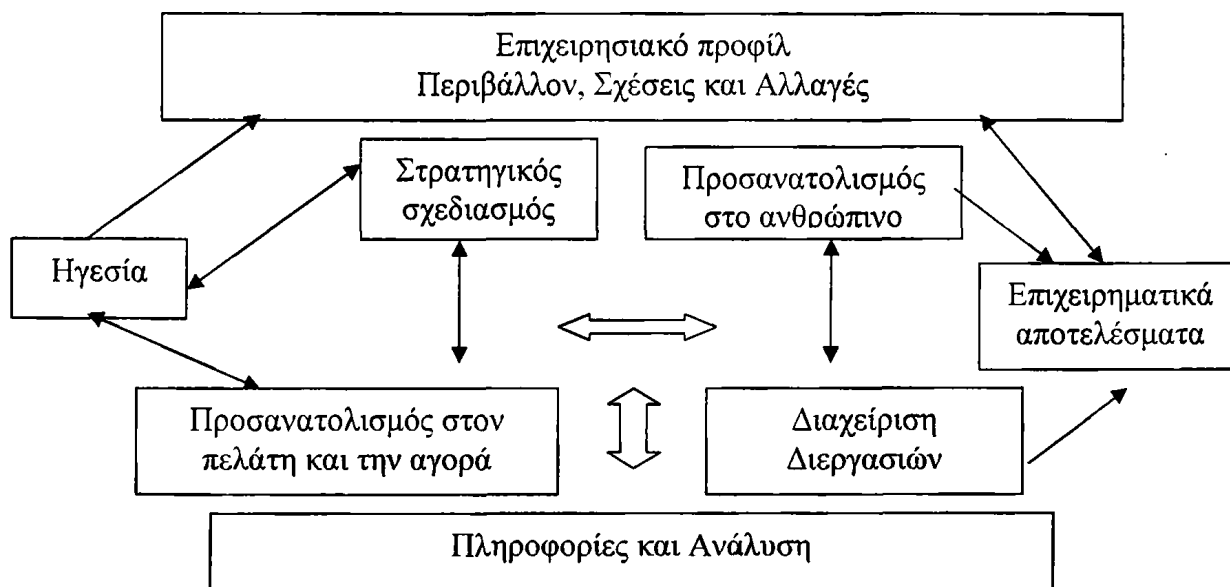 Επιχειρησιακό προφίλ
Περιβάλλον, Σχέσεις και Αλλαγές
Στρατηγικός
σχεδιασμός
Προσανατολισμός
στο ανθρώπινο
Ηγεσία
Επιχειρηματικά
αποτελέσματα
Προσανατολισμός στον
πελάτη και την αγορά
Διαχείριση
Διεργασιών
Πληροφορίες και Ανάλυση